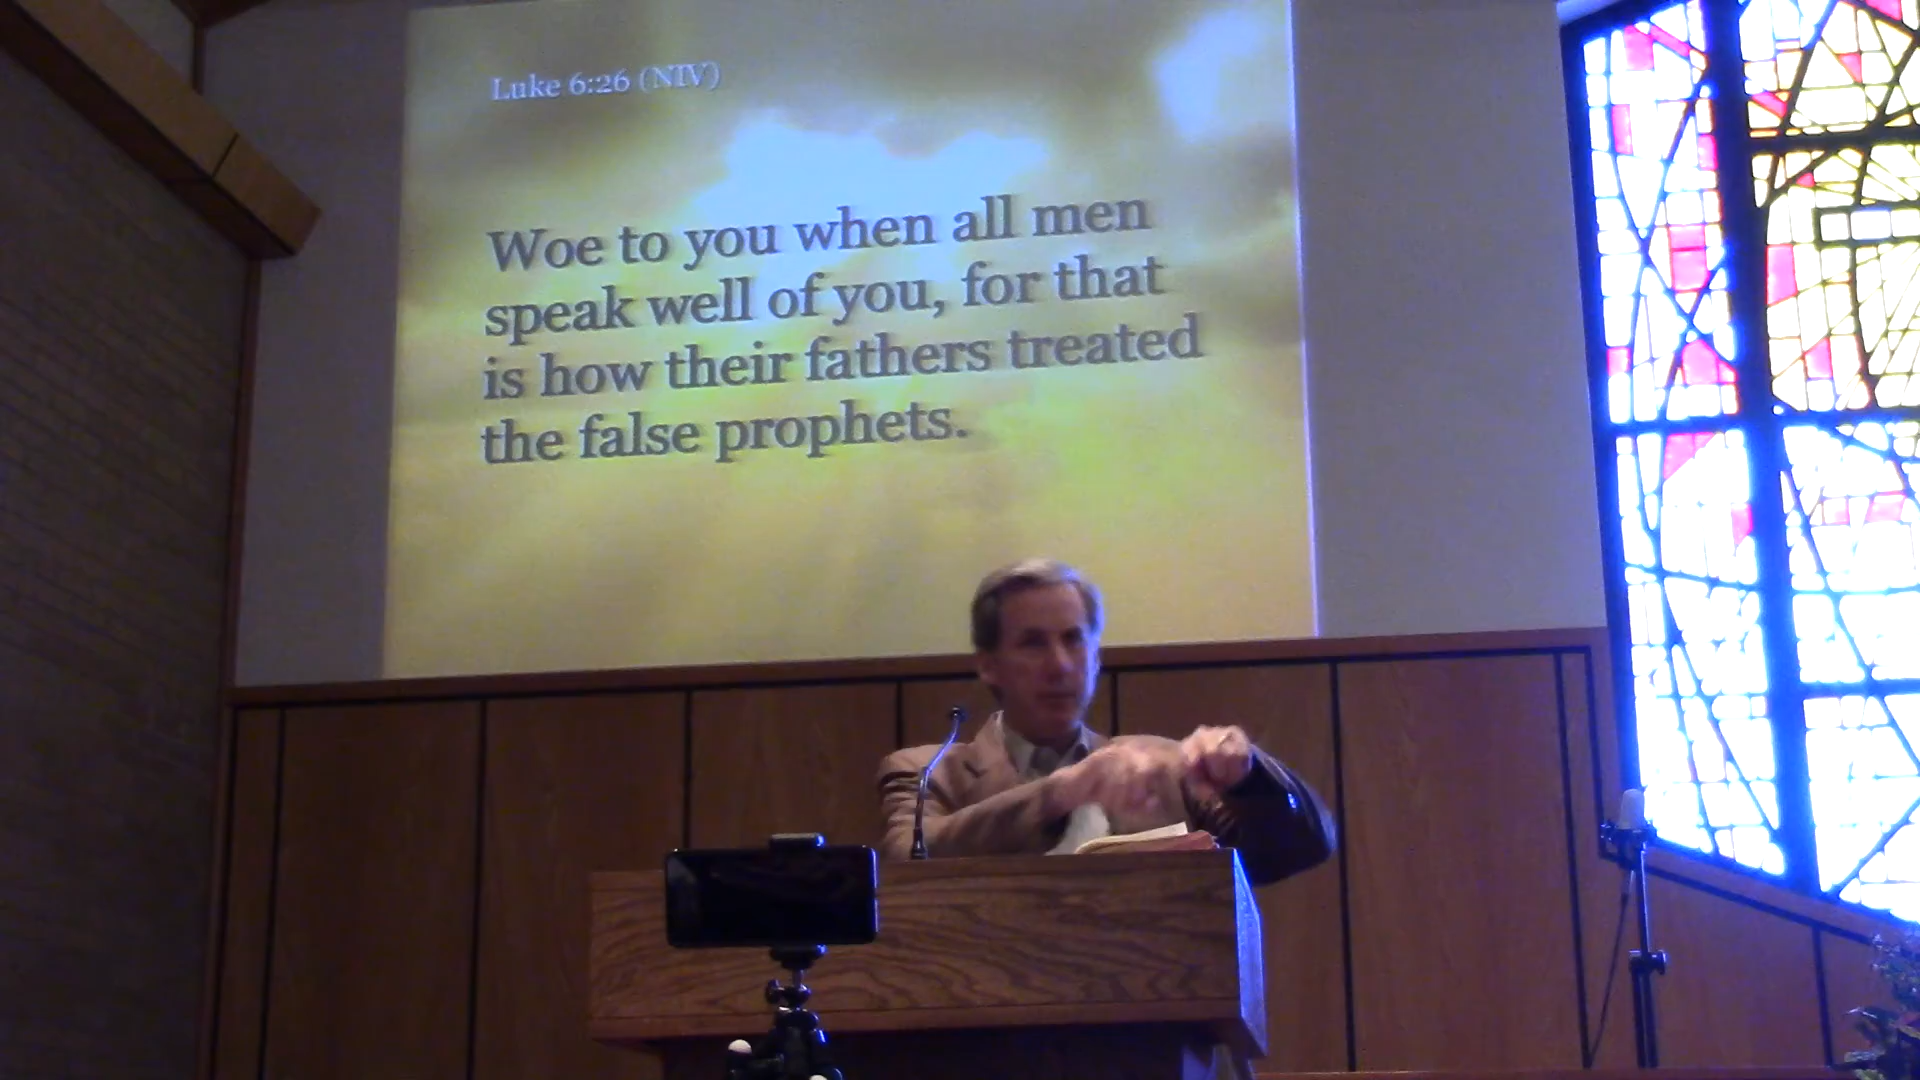 Luke 6:26 (NIV)
Woe to you when all men
speak well of you, for that
is how their fathers treated
the false prophets.